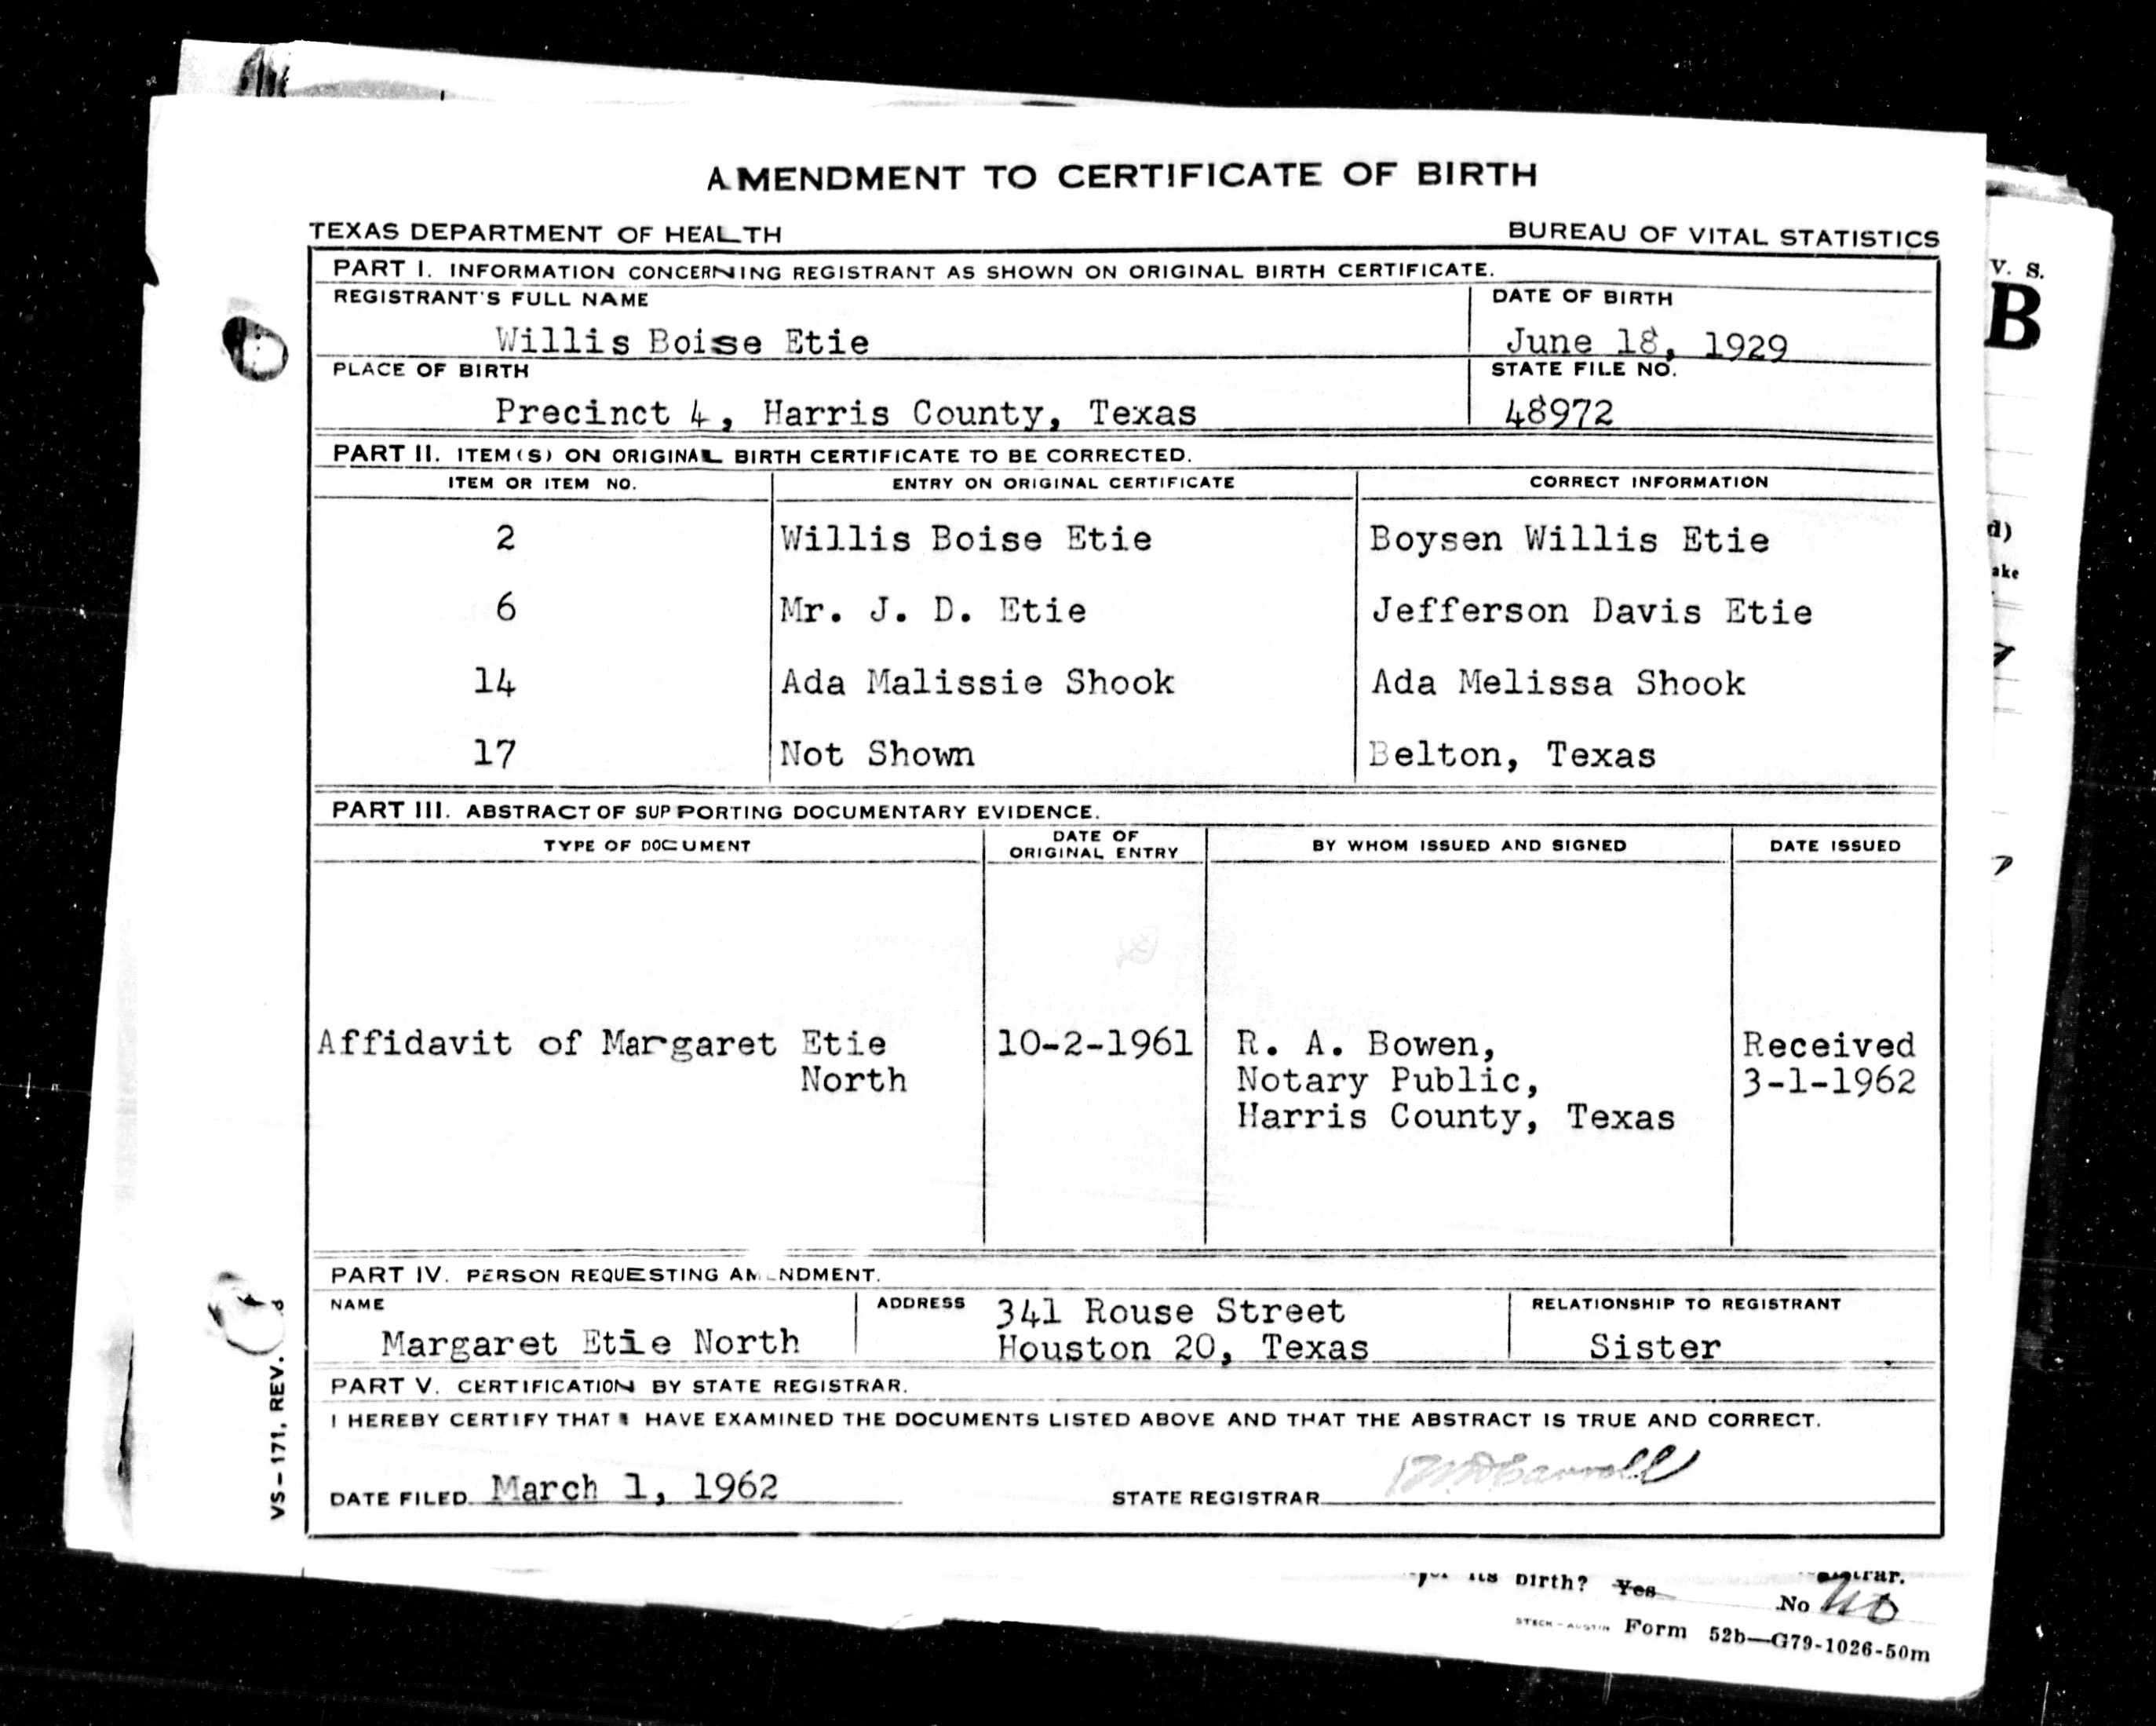 AMENDMENT TO CERTIFICATE OF BIRTH
TEXAS DEPARTMENT OF HEALTH BUREAU OF VITAL STATISTICS
PART I. INFORMATION CONCERNING REGISTRANT AS SHOWN ON ORIGINAL BIRTH CERTIFICATE.
REGISTRANT'S FULL NAME DATE OF BIRTH
Willis Boise Etie June 18, 1929
PLACE OF BIRTH STATE FILE NO.
Precinct 4, Harris County, Texas 48972
PART II. ITEM(S) ON ORIGINAL BIRTH CERTIFICATE TO BE CORRECTED.
ITEM OR ITEM NO. ENTRY ON ORIGINAL CERTIFICATE CORRECT INFORMATION
2 Willis Boise Etie Boysen Willis Etie
6 Mr. J. D. Etie Jefferson Davis Etie
14 Ada Malissie Shook Ada Melissa Shook
17 Not Shown Belton, Texas
PART III. ABSTRACT OF SUPPORTING DOCUMENTARY EVIDENCE.
TYPE OF DOCUMENT DATE OF ORIGINAL ENTRY BY WHOM ISSUED AND SIGNED DATE ISSUED
Affidavit of Margaret Etie 10-2-1961 R. A. Bowen, Received
North Notary Public, 3-1-1962
Harris County, Texas
PART IV. PERSON REQUESTING AMENDMENT.
NAME ADDRESS 341 Rouse Street RELATIONSHIP TO REGISTRANT
Margaret Etie North Houston 20, Texas Sister
PART V. CERTIFICATION BY STATE REGISTRAR.
I HEREBY CERTIFY THAT I HAVE EXAMINED THE DOCUMENTS LISTED ABOVE AND THAT THE ABSTRACT IS TRUE AND CORRECT.
DATE FILED March 1, 1962 STATE REGISTRAR
VS-171, REV.
V. S.
B
d)
ake
its birth? Yes No No
STECK-AUSTIN Form 52b—G79-1026-50m